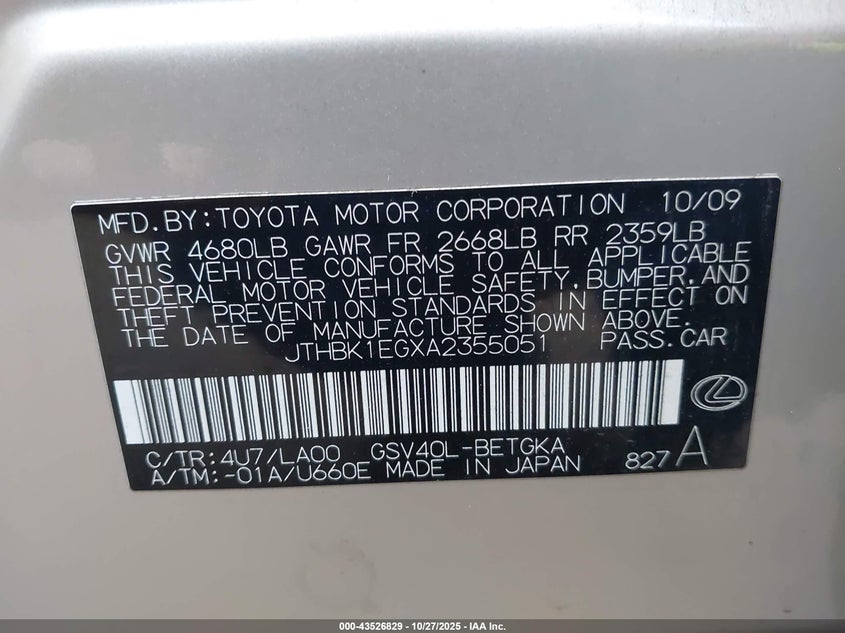 MFD. BY: TOYOTA MOTOR CORPORATION 10/09
GVWR 4680LB GAWR FR 2668LB RR 2359LB
THIS VEHICLE CONFORMS TO ALL APPLICABLE
FEDERAL MOTOR VEHICLE SAFETY, BUMPER, AND
THEFT PREVENTION STANDARDS IN EFFECT ON
THE DATE OF MANUFACTURE SHOWN ABOVE.
JTHBK1EGXA2355051 PASS. CAR
C/TR: 4U7/LA00 GSV40L-BETGKA
A/TM: -01A/U660E MADE IN JAPAN 827 A
000-43526829 - 10/27/2025 - IAA Inc.